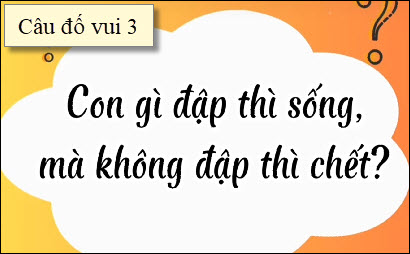 Câu đố vui 3
Con gì đập thì sống,
mà không đập thì chết?